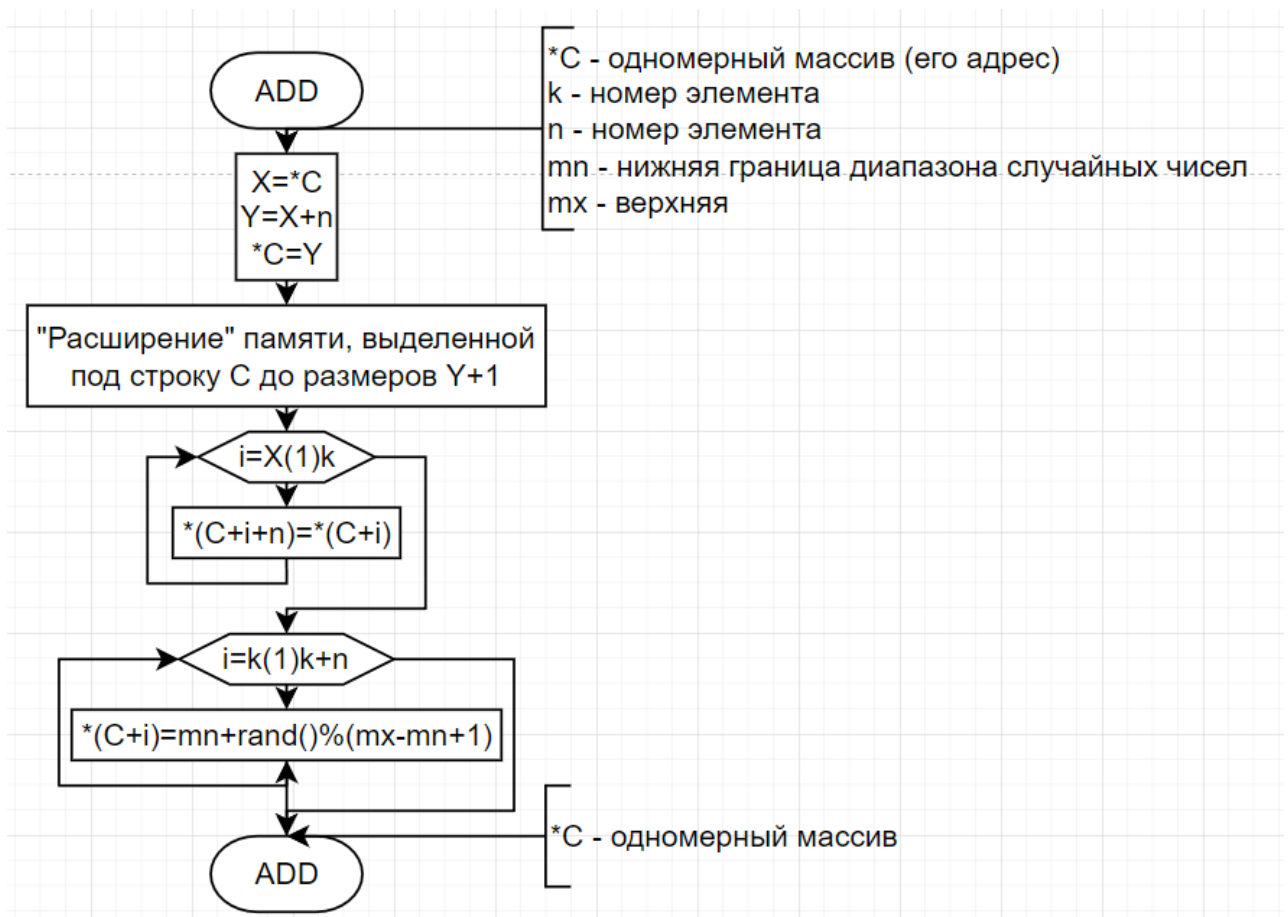 ADD
*C - одномерный массив (его адрес)
k - номер элемента
n - номер элемента
mn - нижняя граница диапазона случайных чисел
mx - верхняя
X=*C
Y=X+n
*C=Y
"Расширение" памяти, выделенной
под строку C до размеров Y+1
i=X(1)k
*(C+i+n)=*(C+i)
i=k(1)k+n
*(C+i)=mn+rand()%(mx-mn+1)
*C - одномерный массив
ADD